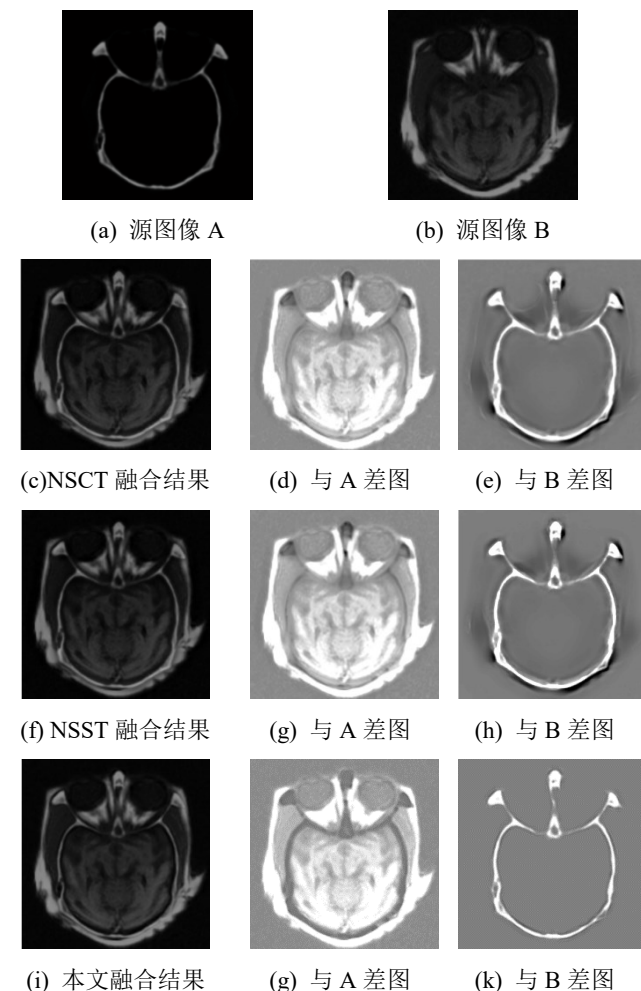 (a) 源图像 A
(b) 源图像 B
(c)NSCT 融合结果
(d) 与 A 差图
(e) 与 B 差图
(f) NSST 融合结果
(g) 与 A 差图
(h) 与 B 差图
(i) 本文融合结果
(g) 与 A 差图
(k) 与 B 差图